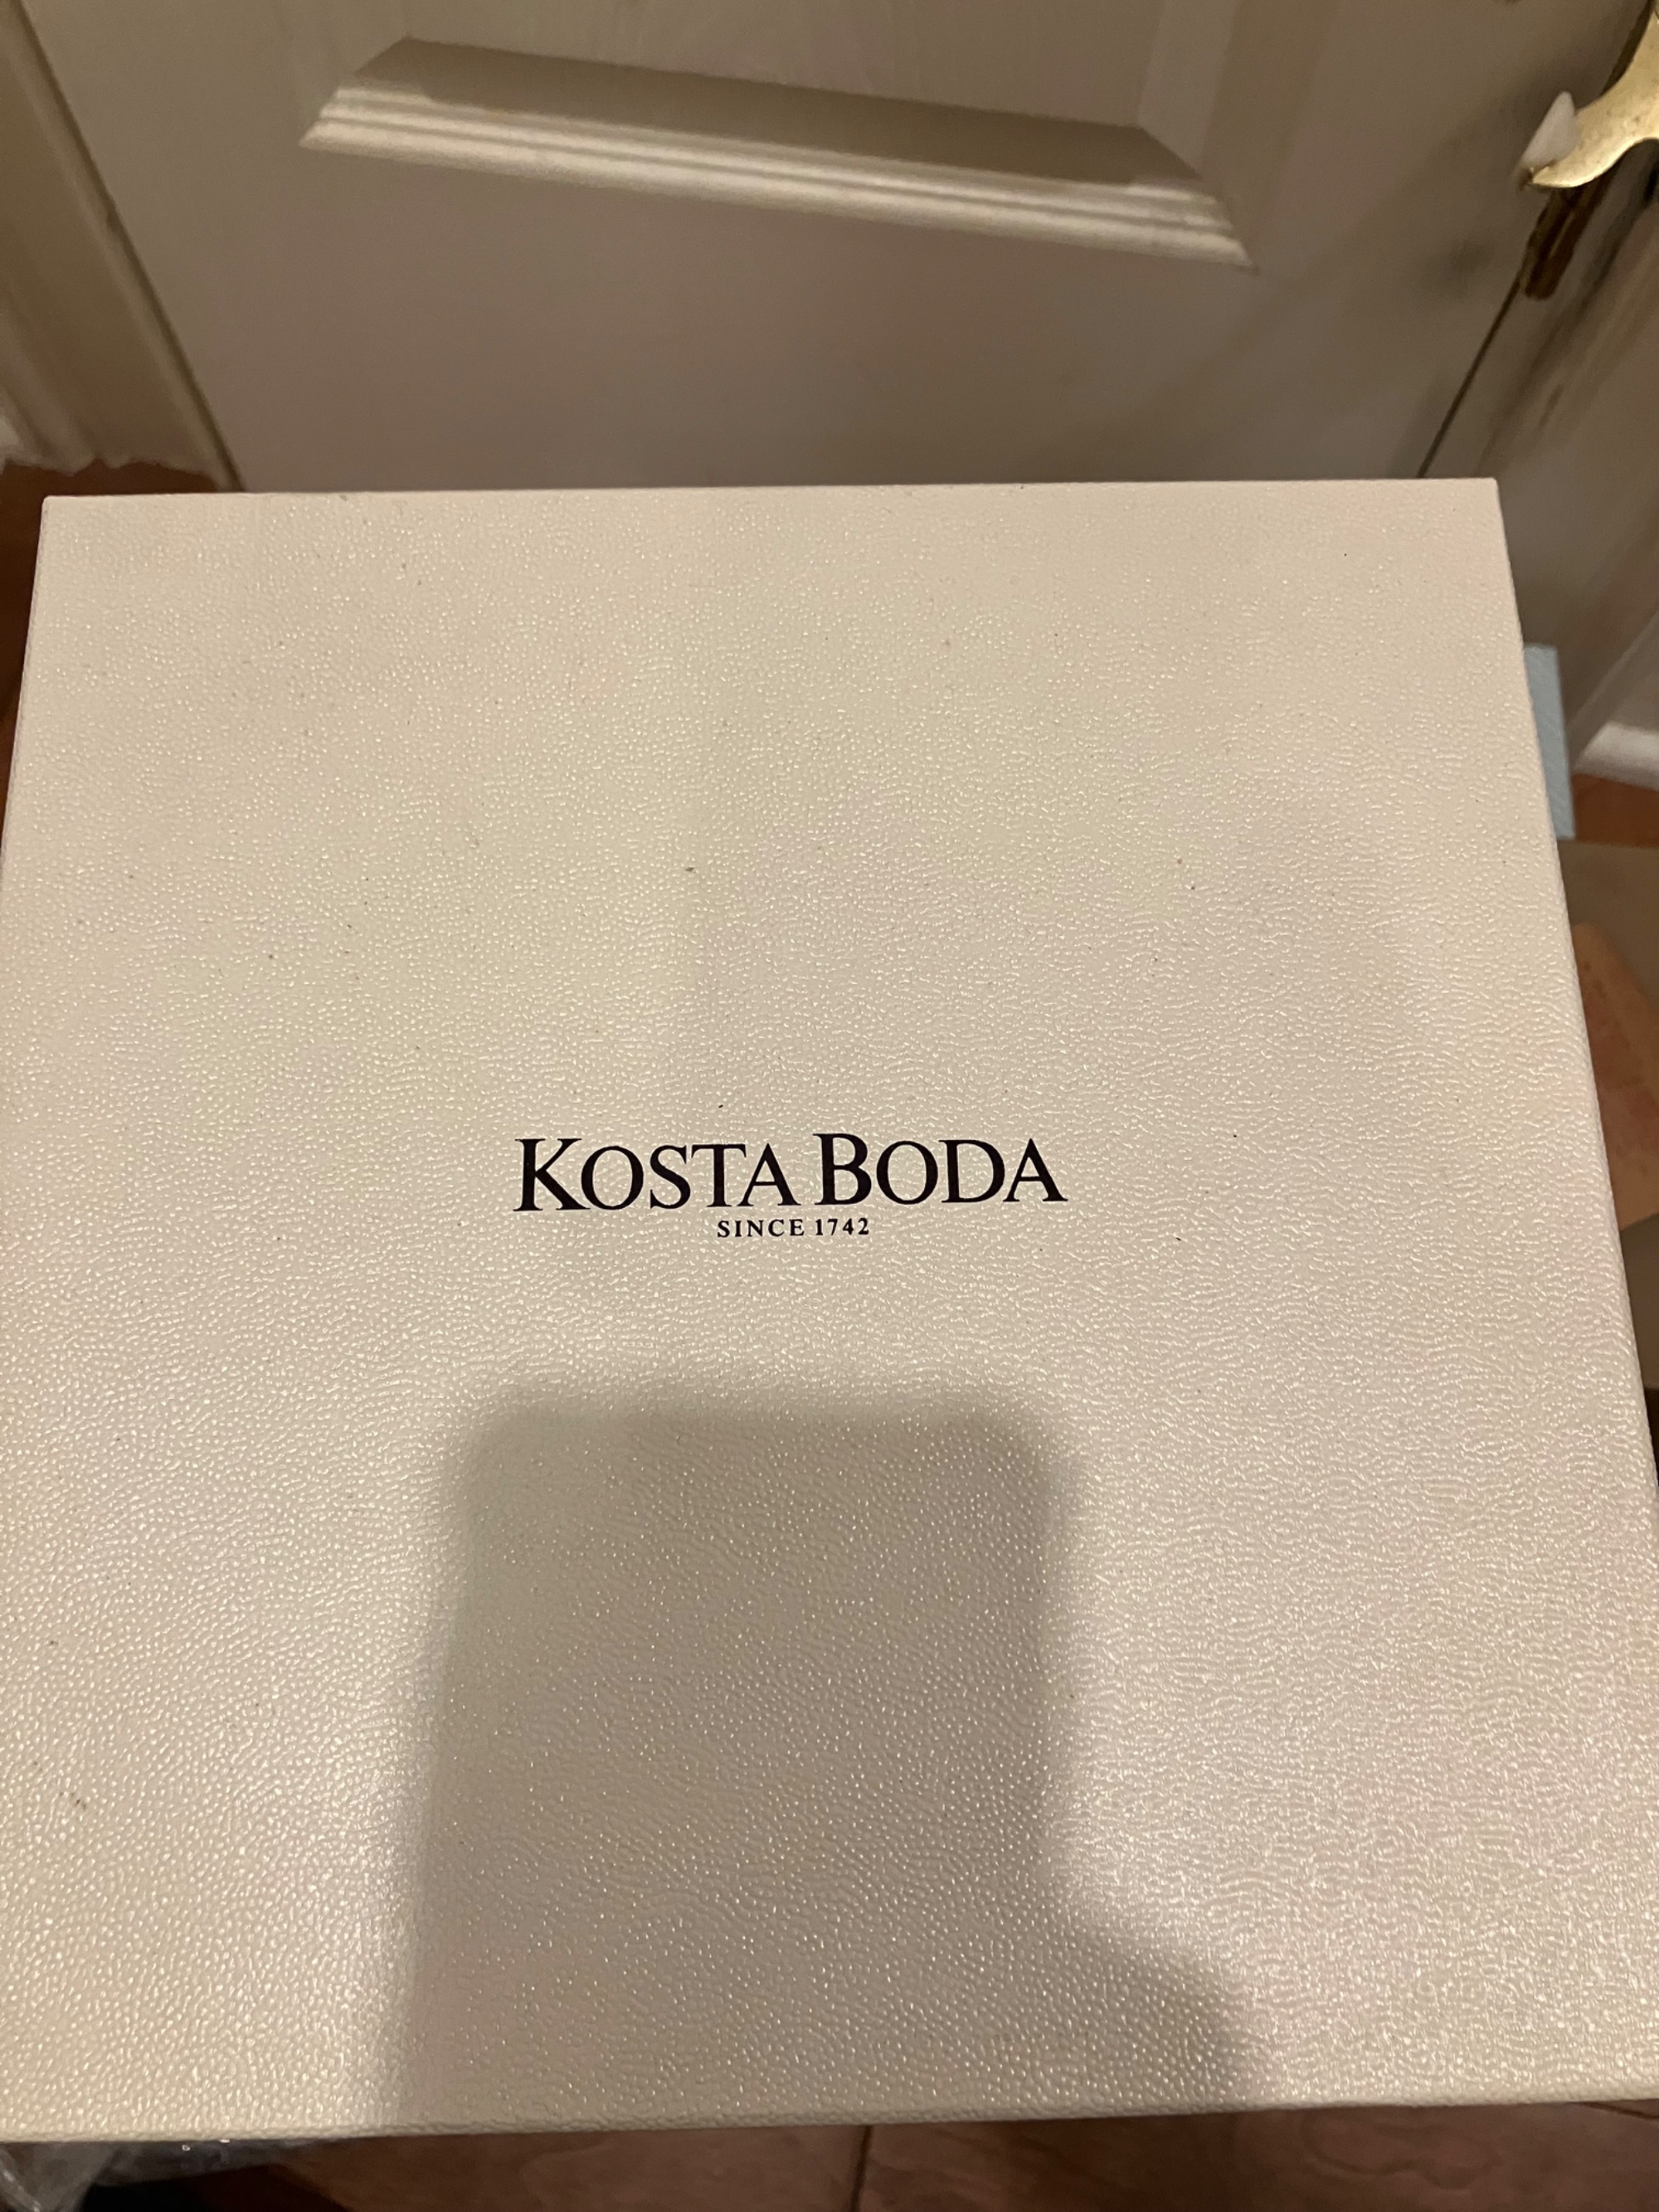 KOSTA BODA
SINCE 1742